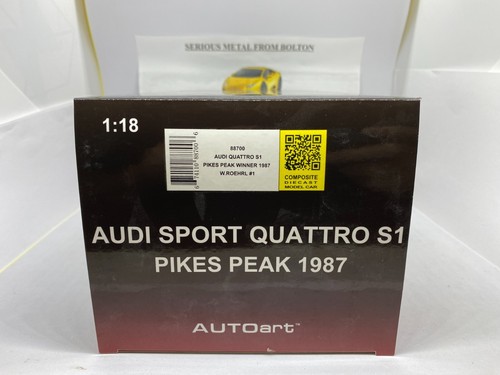 SERIOUS METAL FROM BOLTON
1:18
88700
AUDI QUATTRO S1
PIKES PEAK WINNER 1987
W.ROEHRL #1
COMPOSITE
DIECAST
MODEL CAR
AUDI SPORT QUATTRO S1
PIKES PEAK 1987
AUTOart™